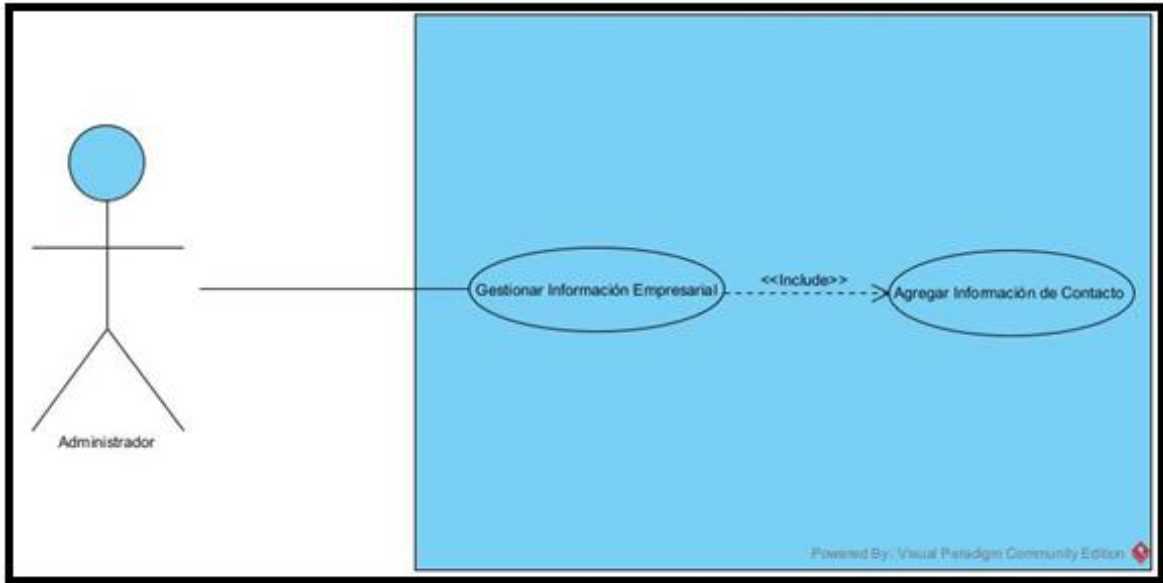 Gestionar Información Empresarial
<<Include>>
Agregar Información de Contacto
Administrador
Powered By: Visual Paradigm Community Edition